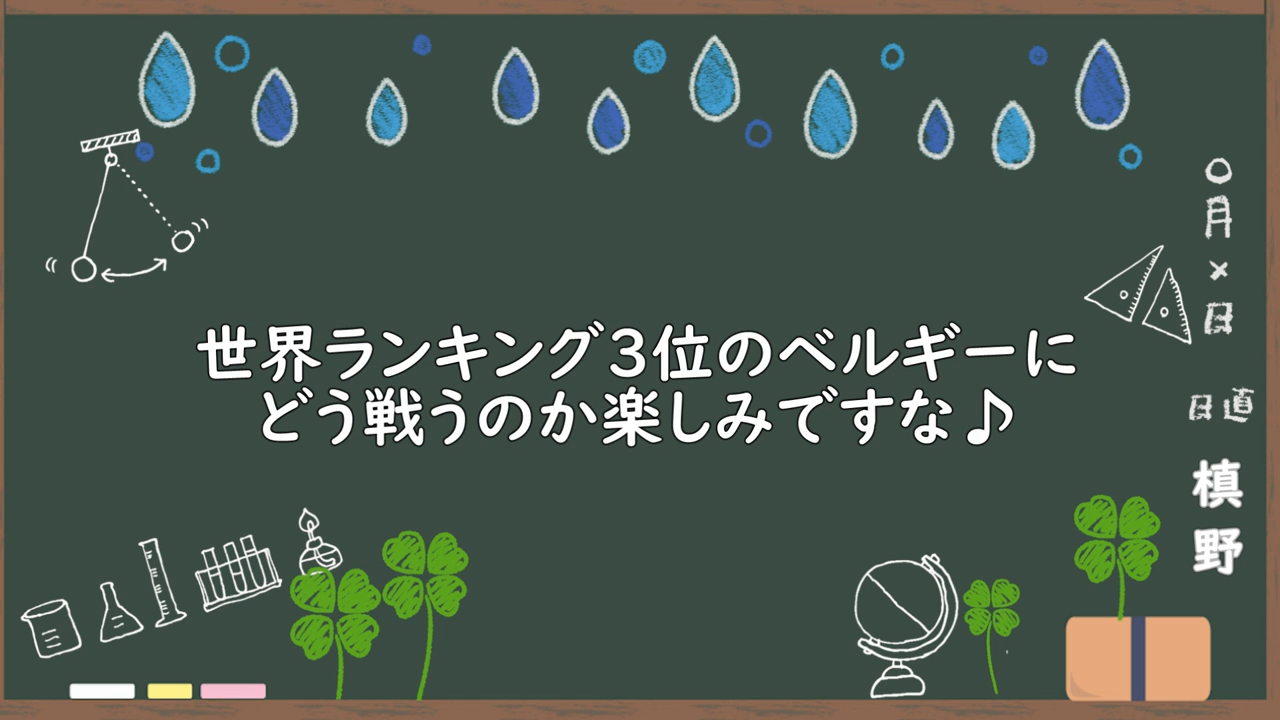 世界ランキング3位のベルギーに
どう戦うのか楽しみですな♪
○月×日
日直
槙野